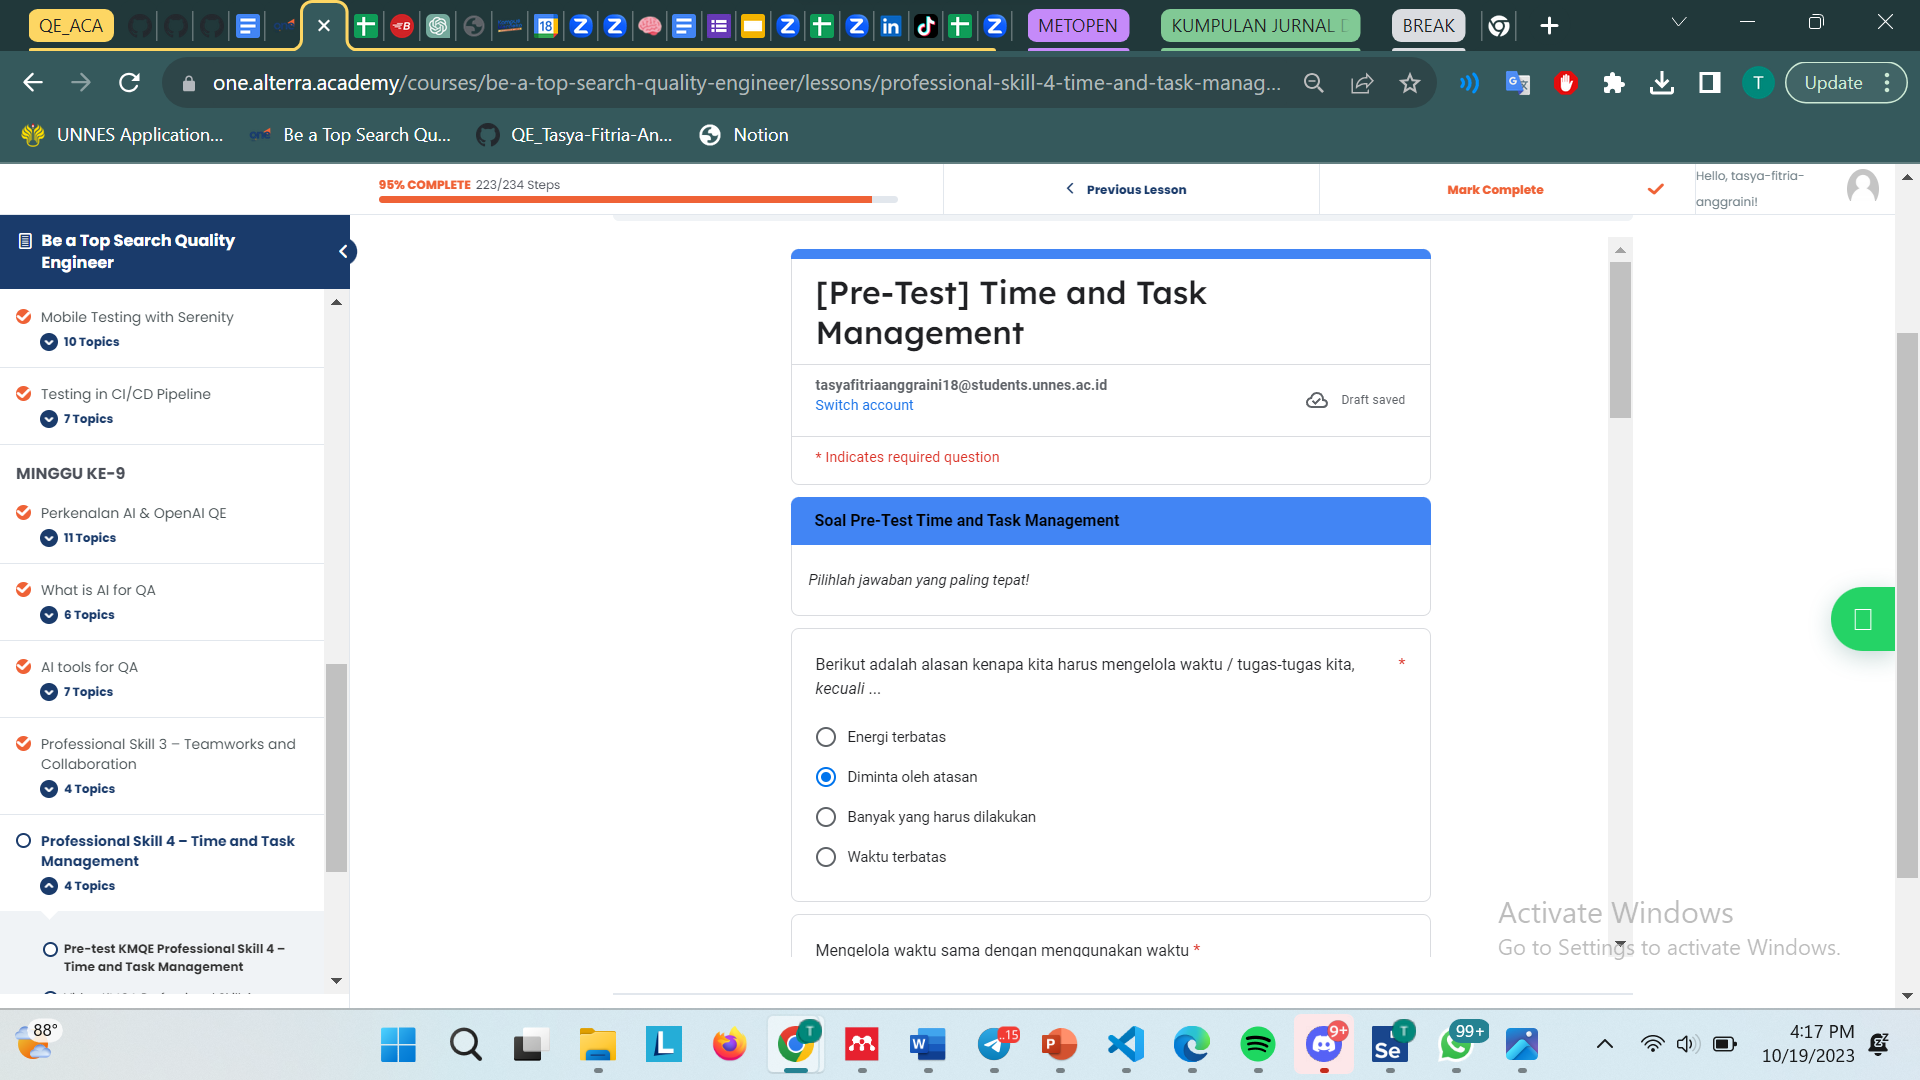 QE_ACA
METOPEN
KUMPULAN JURNAL
BREAK
one.alterra.academy/courses/be-a-top-search-quality-engineer/lessons/professional-skill-4-time-and-task-manag...
T
Update
UNNES Application...
one
Be a Top Search Qu...
QE_Tasya-Fitria-An...
Notion
95% COMPLETE 223/234 Steps
Previous Lesson
Mark Complete
Hello, tasya-fitria-
anggraini!
Be a Top Search Quality
Engineer
Mobile Testing with Serenity
10 Topics
Testing in CI/CD Pipeline
7 Topics
MINGGU KE-9
Perkenalan AI & OpenAI QE
11 Topics
What is AI for QA
6 Topics
AI tools for QA
7 Topics
Professional Skill 3 – Teamworks and
Collaboration
4 Topics
Professional Skill 4 – Time and Task
Management
4 Topics
Pre-test KMQE Professional Skill 4 –
Time and Task Management
[Pre-Test] Time and Task
Management
tasyafitriaanggraini18@students.unnes.ac.id
Switch account
Draft saved
* Indicates required question
Soal Pre-Test Time and Task Management
Pilihlah jawaban yang paling tepat!
Berikut adalah alasan kenapa kita harus mengelola waktu / tugas-tugas kita, *
kecuali ...
Energi terbatas
Diminta oleh atasan
Banyak yang harus dilakukan
Waktu terbatas
Mengelola waktu sama dengan menggunakan waktu *
Activate Windows
Go to Settings to activate Windows.
88°
4:17 PM
10/19/2023